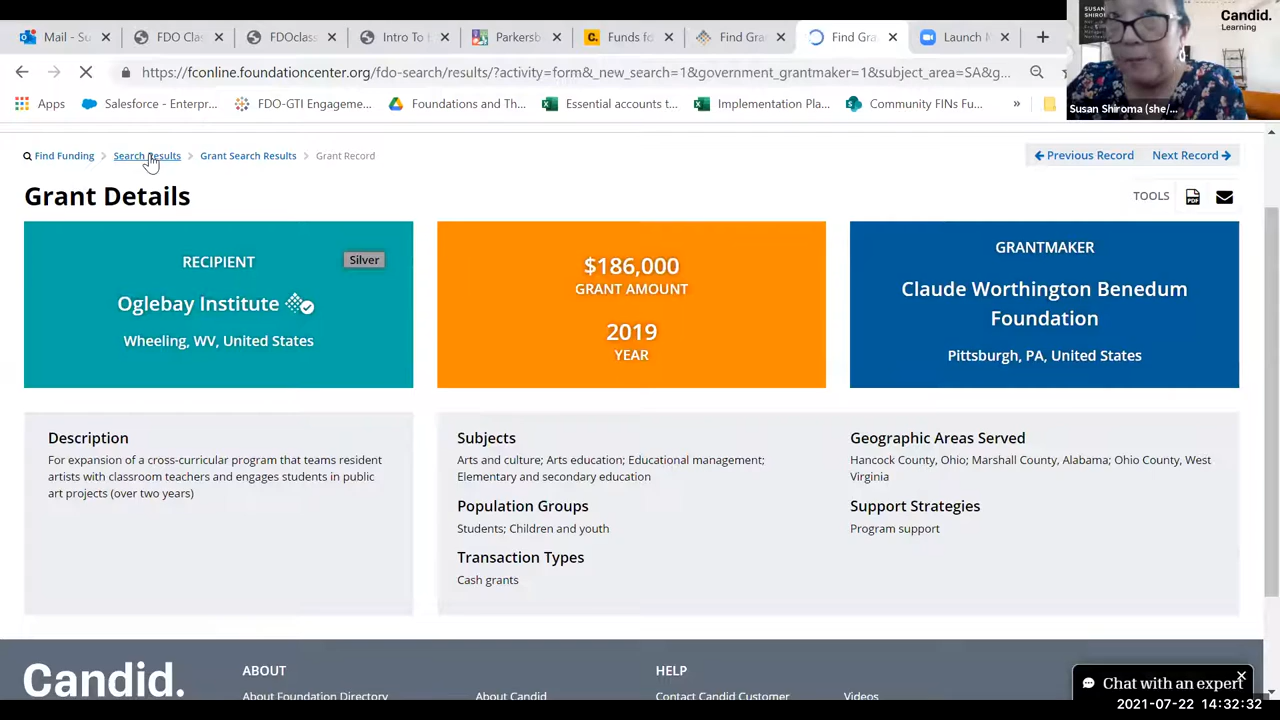 Mail - Su
FDO Clas
FDOclass
Intro To E
Parkersb
Funds fo
Find Gran
Find Gran
Launch M
https://fconline.foundationcenter.org/fdo-search/results/?activity=form&_new_search=1&government_grantmaker=1&subject_area=SA&g...
Apps
Salesforce - Enterpr...
FDO-GTI Engageme...
Foundations and Th...
Essential accounts t...
Implementation Pla...
Community FINs Fu...
»
SUSAN
Candid.
Learning
Susan Shiroma (she/...
Find Funding > Search Results > Grant Search Results > Grant Record
Previous Record Next Record
Grant Details
TOOLS
PDF
RECIPIENT
Silver
Oglebay Institute
Wheeling, WV, United States
$186,000
GRANT AMOUNT
2019
YEAR
GRANTMAKER
Claude Worthington Benedum
Foundation
Pittsburgh, PA, United States
Description
For expansion of a cross-curricular program that teams resident
artists with classroom teachers and engages students in public
art projects (over two years)
Subjects
Arts and culture; Arts education; Educational management;
Elementary and secondary education
Population Groups
Students; Children and youth
Transaction Types
Cash grants
Geographic Areas Served
Hancock County, Ohio; Marshall County, Alabama; Ohio County, West
Virginia
Support Strategies
Program support
Candid.
ABOUT
About Foundation Directory
About Candid
HELP
Contact Candid Customer
Videos
Chat with an expert
2021-07-22 14:32:32